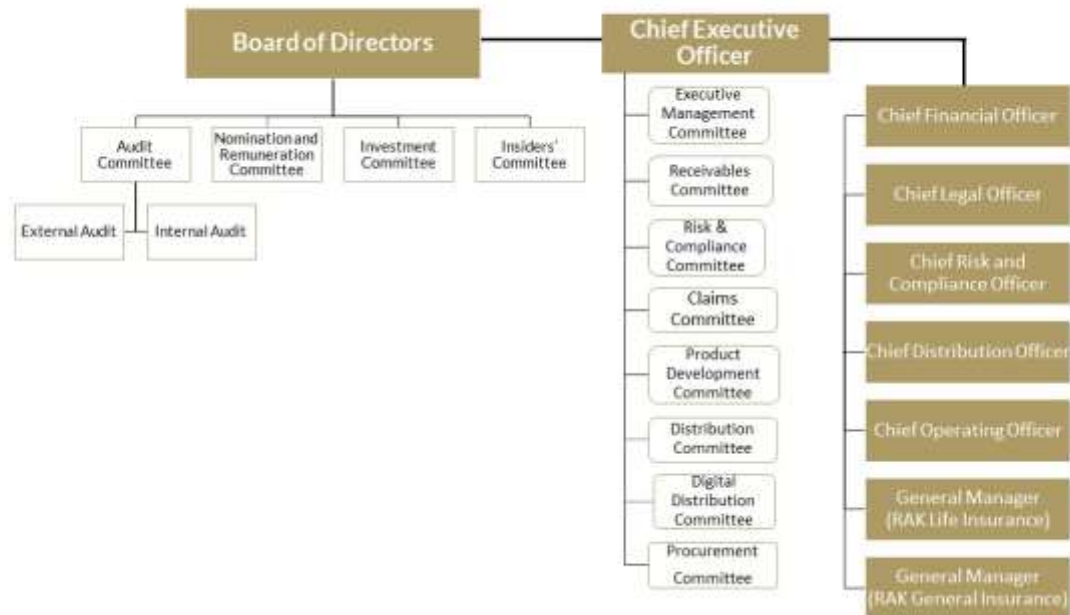 Board of Directors
Chief Executive
Officer
Audit
Committee
Nomination and
Remuneration
Committee
Investment
Committee
Insiders'
Committee
External Audit
Internal Audit
Executive
Management
Committee
Receivables
Committee
Risk &
Compliance
Committee
Claims
Committee
Product
Development
Committee
Distribution
Committee
Digital
Distribution
Committee
Procurement
Committee
Chief Financial Officer
Chief Legal Officer
Chief Risk and
Compliance Officer
Chief Distribution Officer
Chief Operating Officer
General Manager
(RAK Life Insurance)
General Manager
(RAK General Insurance)